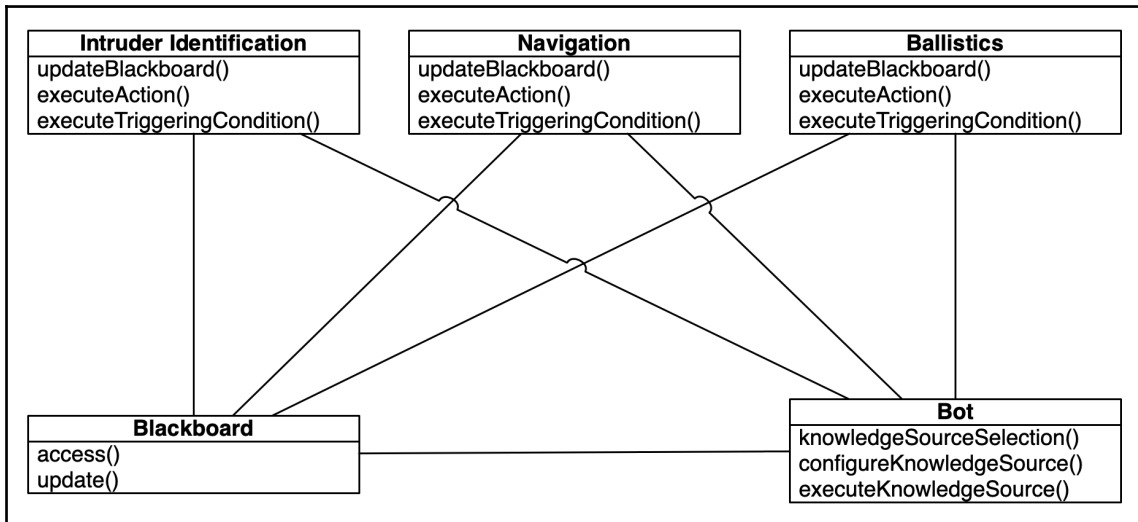 Intruder Identification
updateBlackboard()
executeAction()
executeTriggeringCondition()
Navigation
updateBlackboard()
executeAction()
executeTriggeringCondition()
Ballistics
updateBlackboard()
executeAction()
executeTriggeringCondition()
Blackboard
access()
update()
Bot
knowledgeSourceSelection()
configureKnowledgeSource()
executeKnowledgeSource()